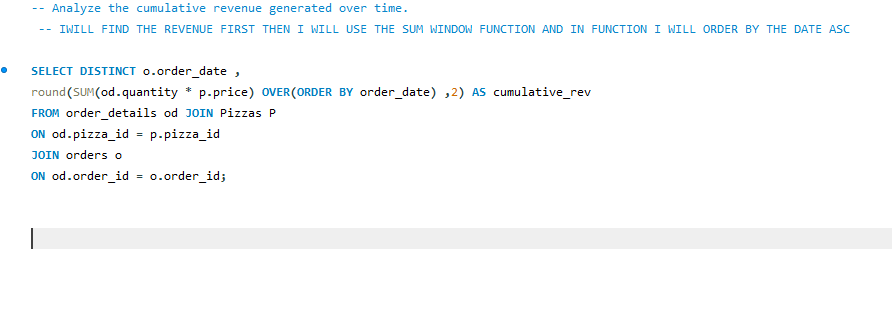 -- Analyze the cumulative revenue generated over time.
-- IWILL FIND THE REVENUE FIRST THEN I WILL USE THE SUM WINDOW FUNCTION AND IN FUNCTION I WILL ORDER BY THE DATE ASC
SELECT DISTINCT o.order_date ,
round(SUM(od.quantity * p.price) OVER(ORDER BY order_date) ,2) AS cumulative_rev
FROM order_details od JOIN Pizzas P
ON od.pizza_id = p.pizza_id
JOIN orders o
ON od.order_id = o.order_id;